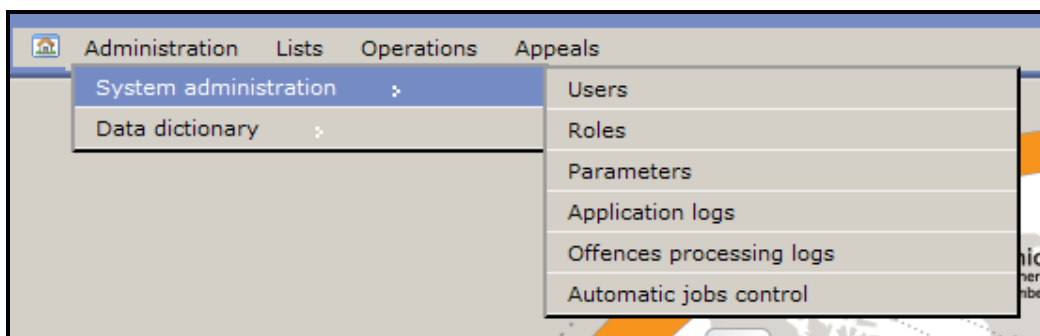 Administration Lists Operations Appeals
System administration
Data dictionary
Users
Roles
Parameters
Application logs
Offences processing logs
Automatic jobs control